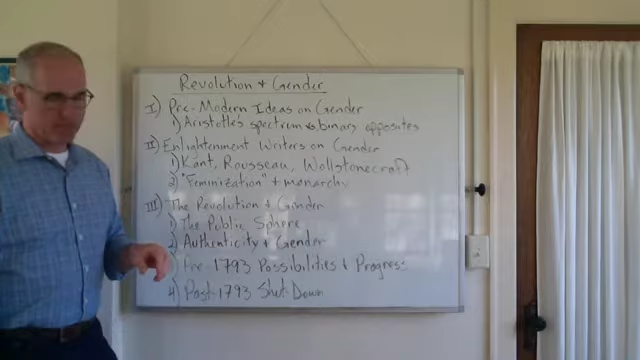 Revolution & Gender
I) Pre-Modern Ideas on Gender
1) Aristotle's spectrum vs binary opposites
II) Enlightenment Writers on Gender
1) Kant, Rousseau, Wollstonecraft
2) "Feminization" & monarchy
III) The Revolution & Gender
1) The Public Sphere
2) Authenticity & Gender
3) Pre 1793 Possibilities & Progress
4) Post 1793 Shut Down